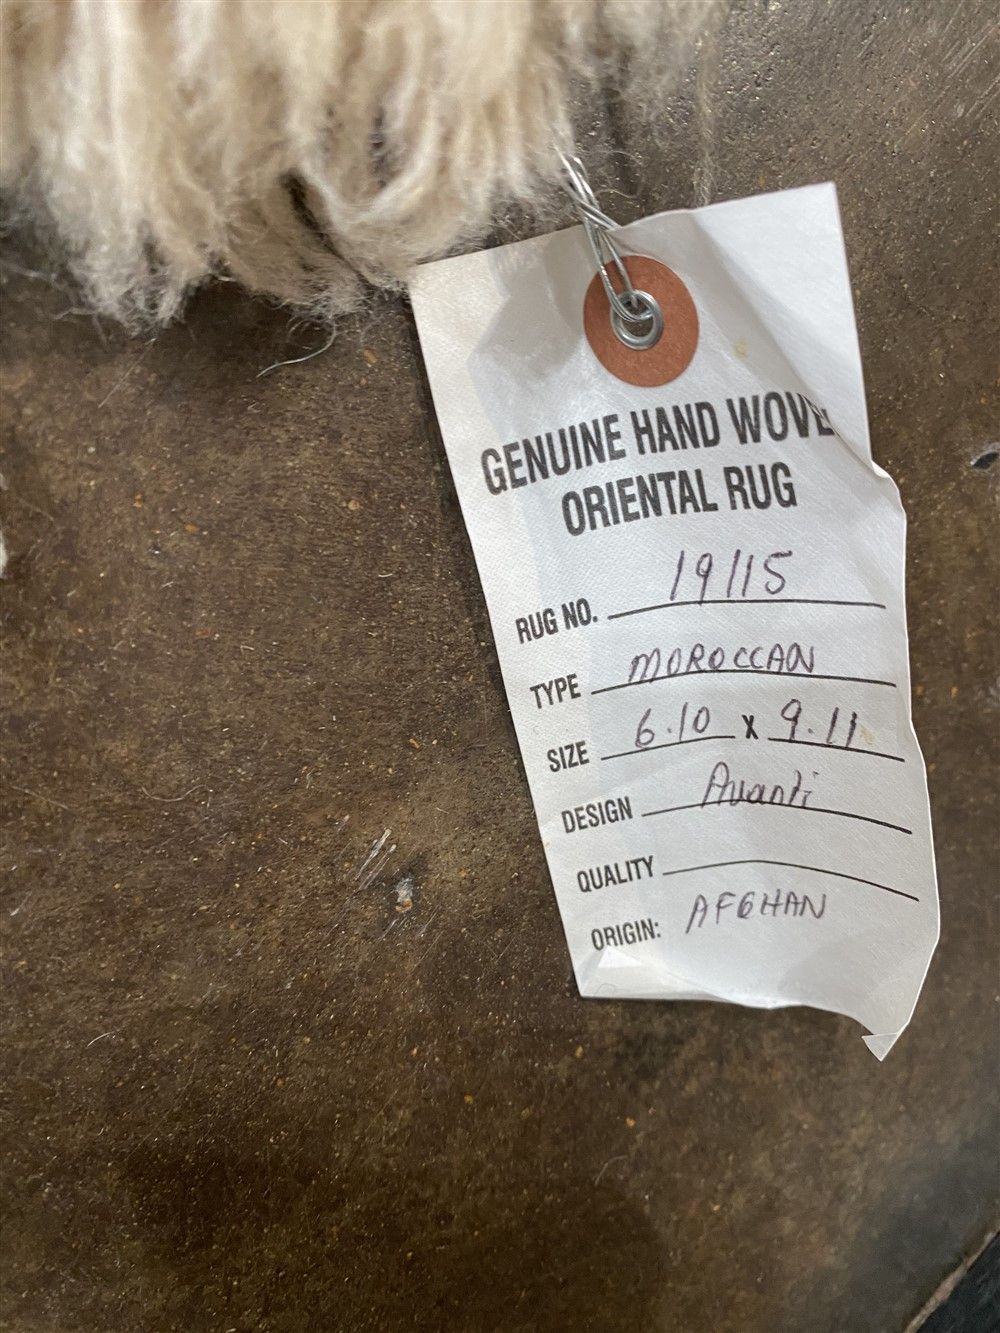 GENUINE HAND WOVE
ORIENTAL RUG
RUG NO. 19115
TYPE MOROCCAN
SIZE 6.10 X 9.11
DESIGN Avanti
QUALITY
ORIGIN: AFGHAN